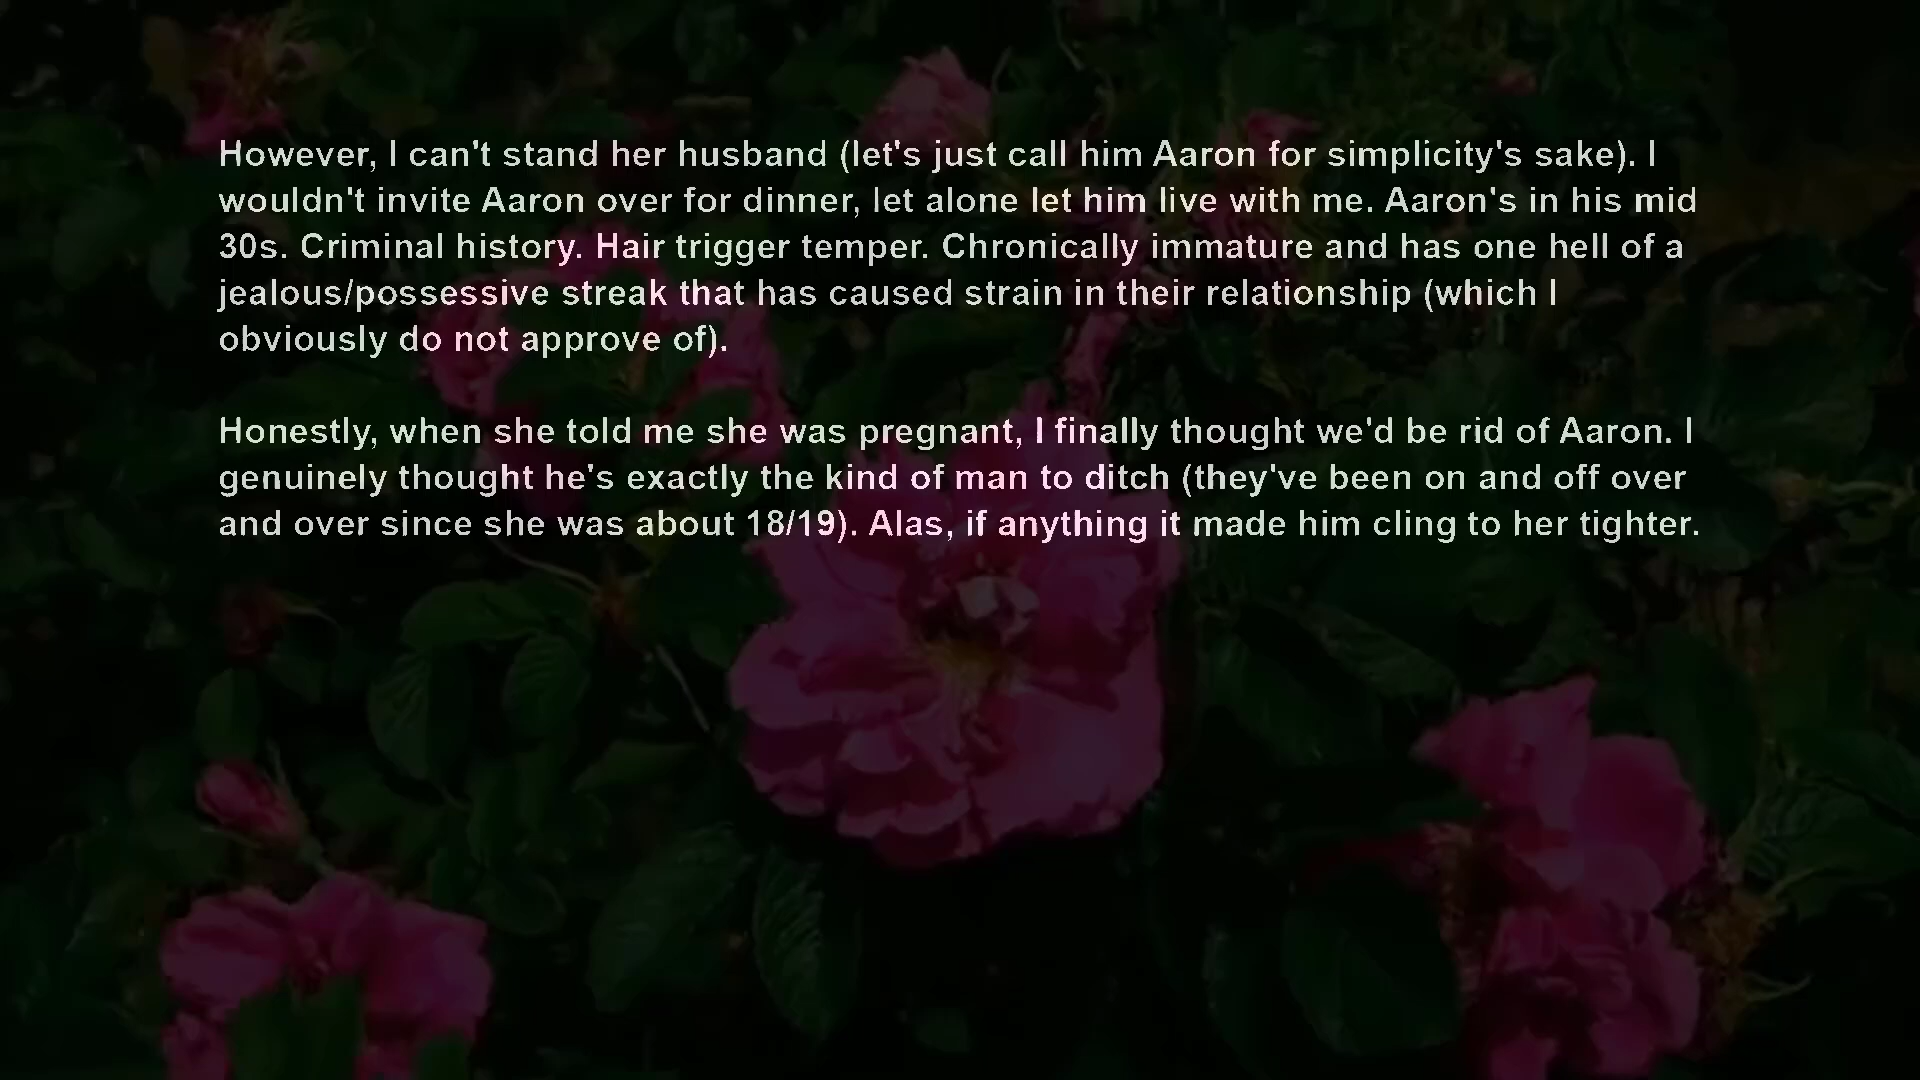 However, I can't stand her husband (let's just call him Aaron for simplicity's sake). I
wouldn't invite Aaron over for dinner, let alone let him live with me. Aaron's in his mid
30s. Criminal history. Hair trigger temper. Chronically immature and has one hell of a
jealous/possessive streak that has caused strain in their relationship (which I
obviously do not approve of).
Honestly, when she told me she was pregnant, I finally thought we'd be rid of Aaron. I
genuinely thought he's exactly the kind of man to ditch (they've been on and off over
and over since she was about 18/19). Alas, if anything it made him cling to her tighter.